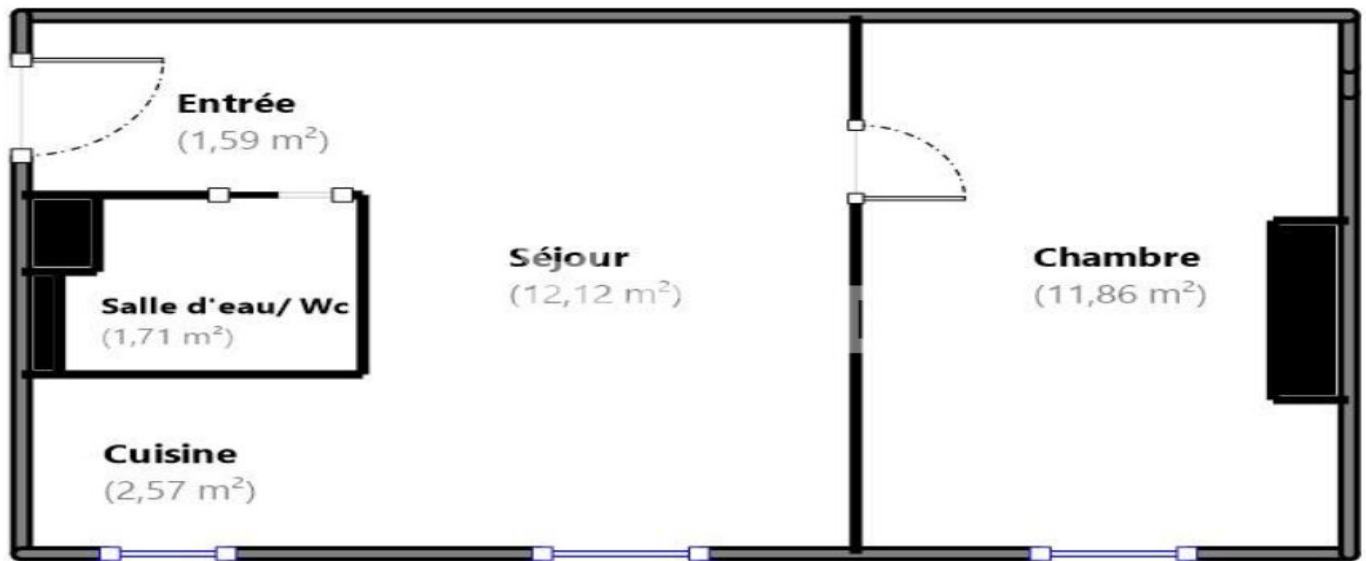 Entrée
(1,59 m²)
Séjour
(12,12 m²)
Chambre
(11,86 m²)
Salle d'eau/ Wc
(1,71 m²)
Cuisine
(2,57 m²)